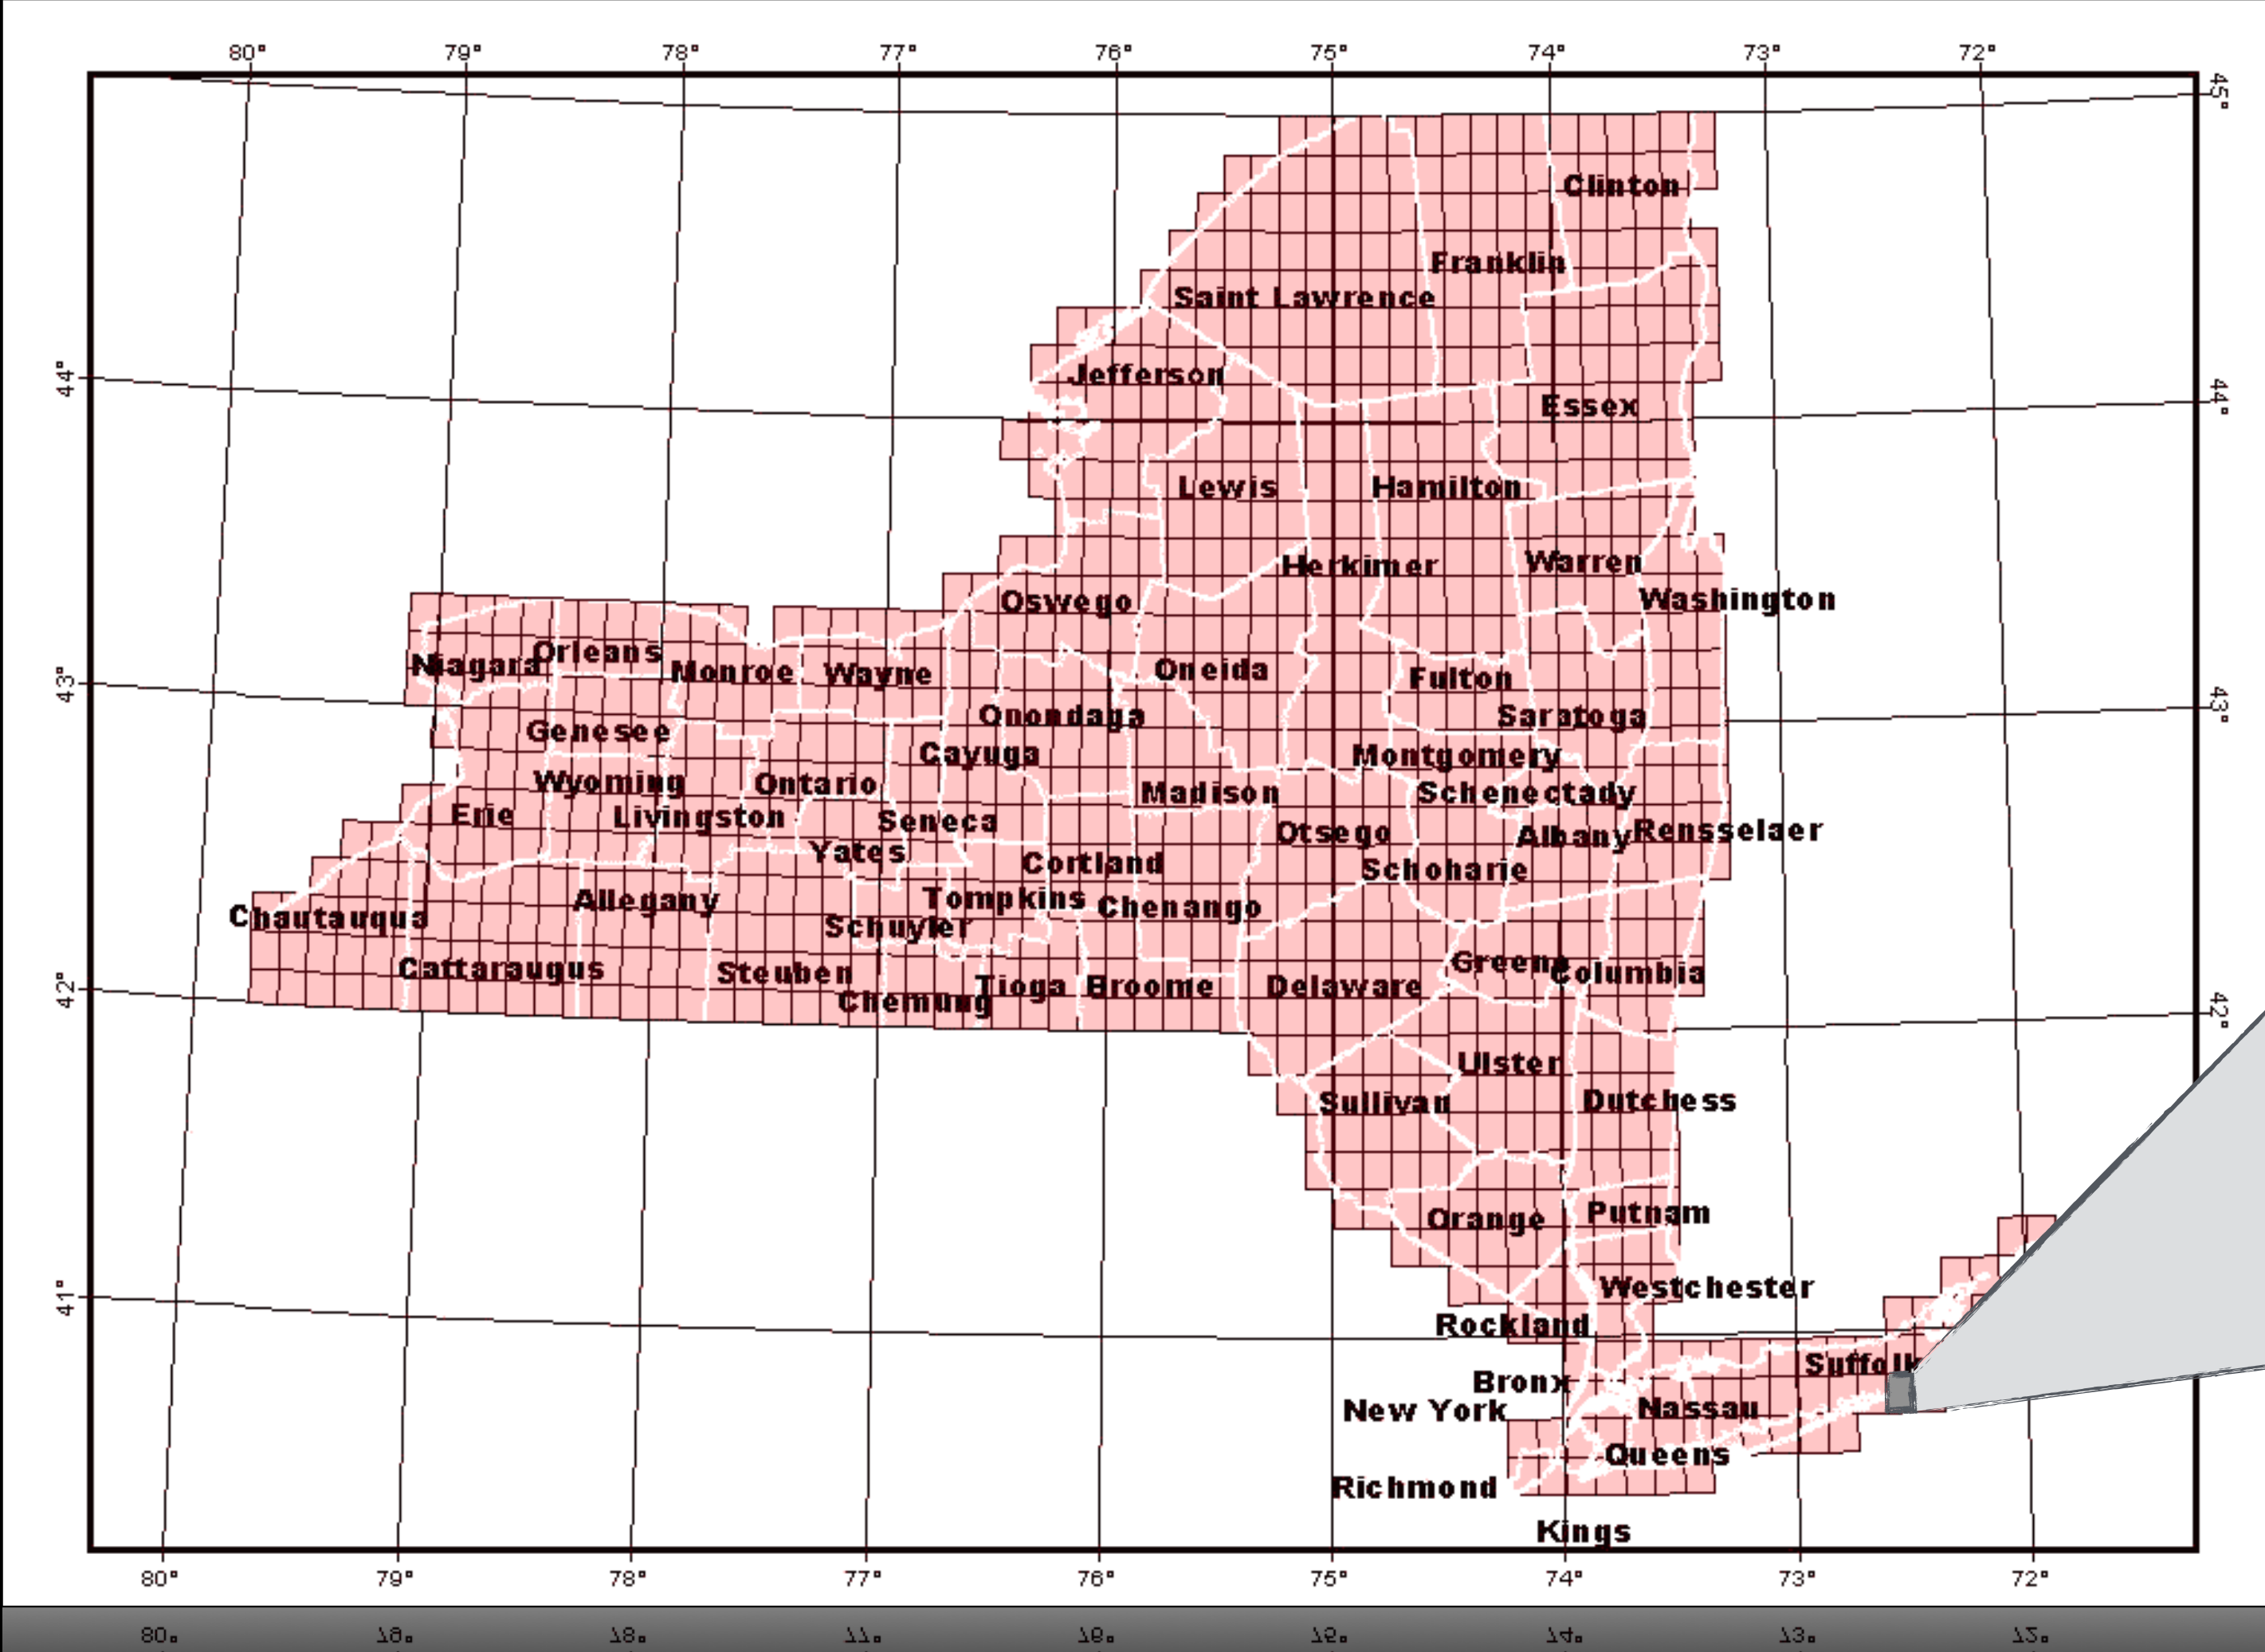 80° 79° 78° 77° 76° 75° 74° 73° 72°
45°
Clinton
Franklin
Saint Lawrence
44°
Jefferson
44°
Essex
Lewis
Hamilton
Herkimer
Warren
Oswego
Washington
Orleans
Niagara
Monroe
Wayne
Oneida
Fulton
43°
43°
Onondaga
Saratoga
Genesee
Cayuga
Montgomery
Wyoming
Ontario
Madison
Schenectady
Erie
Livingston
Seneca
Otsego
Albany
Rensselaer
Yates
Cortland
Schoharie
Allegany
Tompkins
Chenango
Chautauqua
Schuyler
Greene
Columbia
Cattaraugus
Steuben
Tioga
Broome
Delaware
42°
Chemung
42°
Ulster
Sullivan
Dutchess
Orange
Putnam
41°
Westchester
Rockland
Suffolk
Bronx
New York
Nassau
Queens
Richmond
Kings
80° 79° 78° 77° 76° 75° 74° 73° 72°